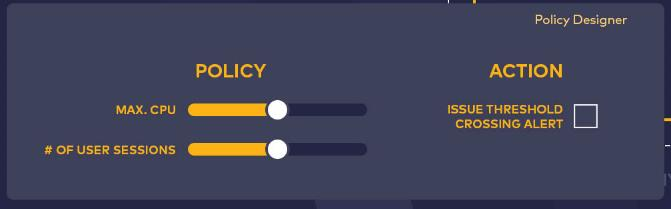 Policy Designer
POLICY
ACTION
MAX. CPU
ISSUE THRESHOLD
CROSSING ALERT
# OF USER SESSIONS